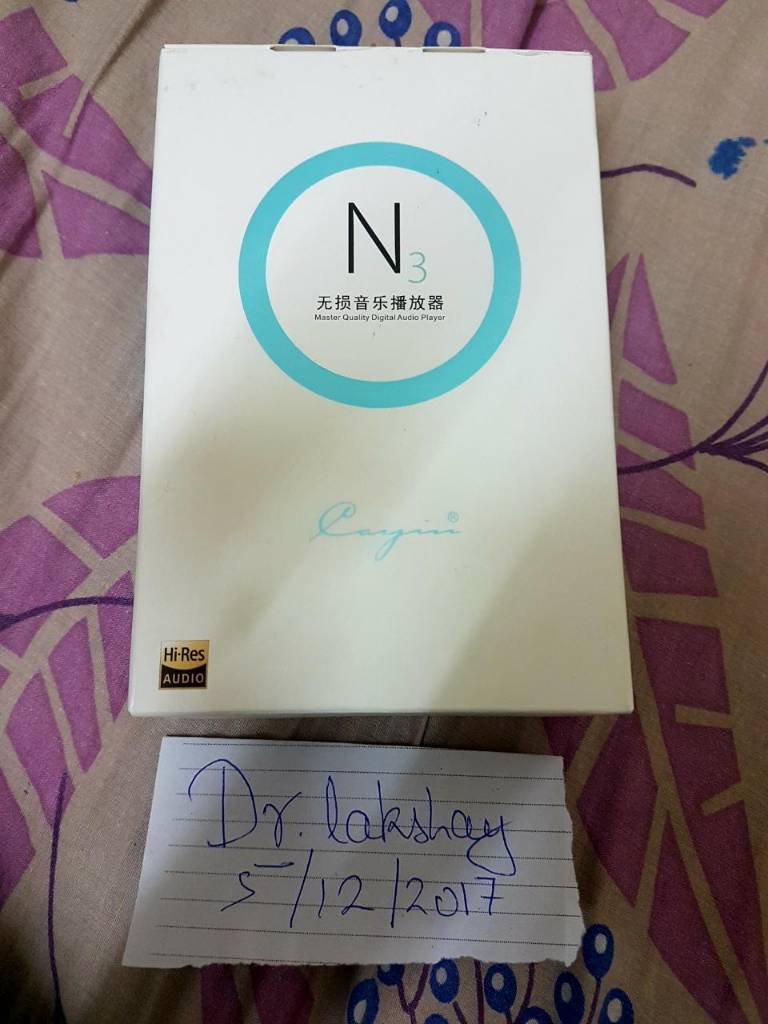 N3
无损音乐播放器
Master Quality Digital Audio Player
Cayin®
Hi-Res
AUDIO
Dr. lakshay
5/12/2017